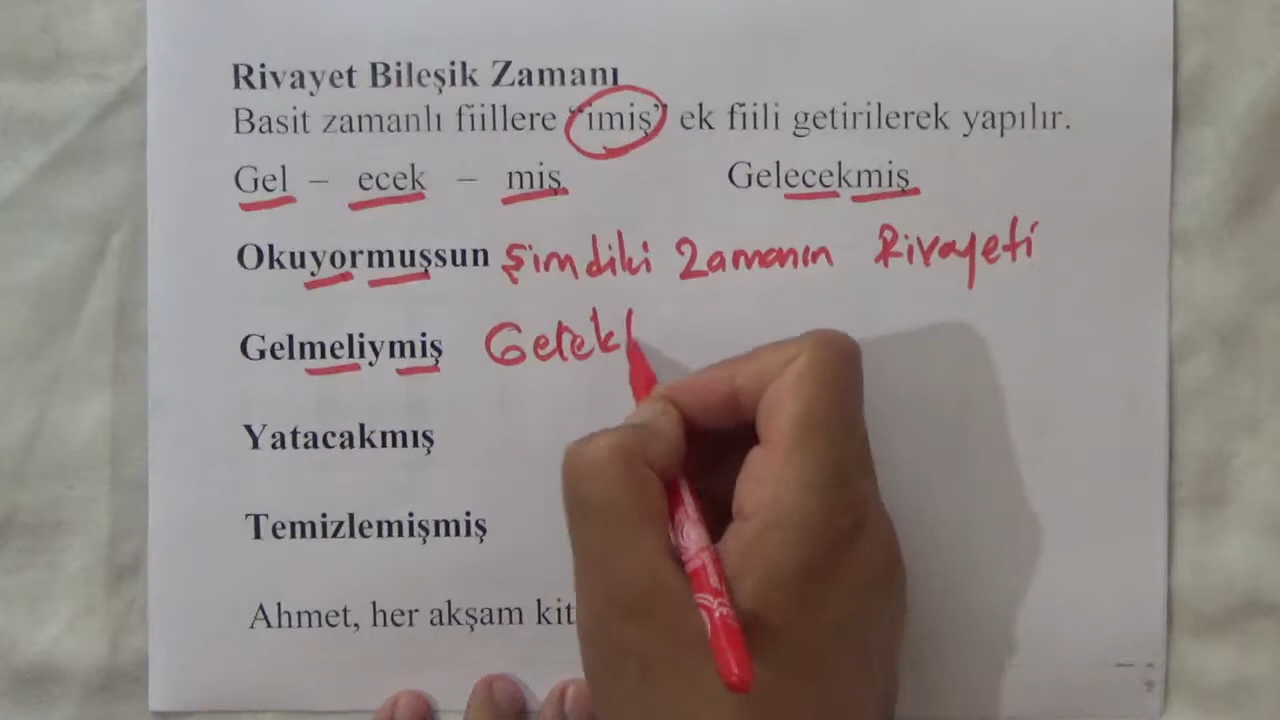 Rivayet Bileşik Zamanı
Basit zamanlı fiillere “imiş” ek fiili getirilerek yapılır.
Gel – ecek – miş Gelecekmiş
Okuyormuşsun Şimdiki Zamanın Rivayeti
Gelmeliymiş Gerekl
Yatacakmış
Temizlemişmiş
Ahmet, her akşam kit